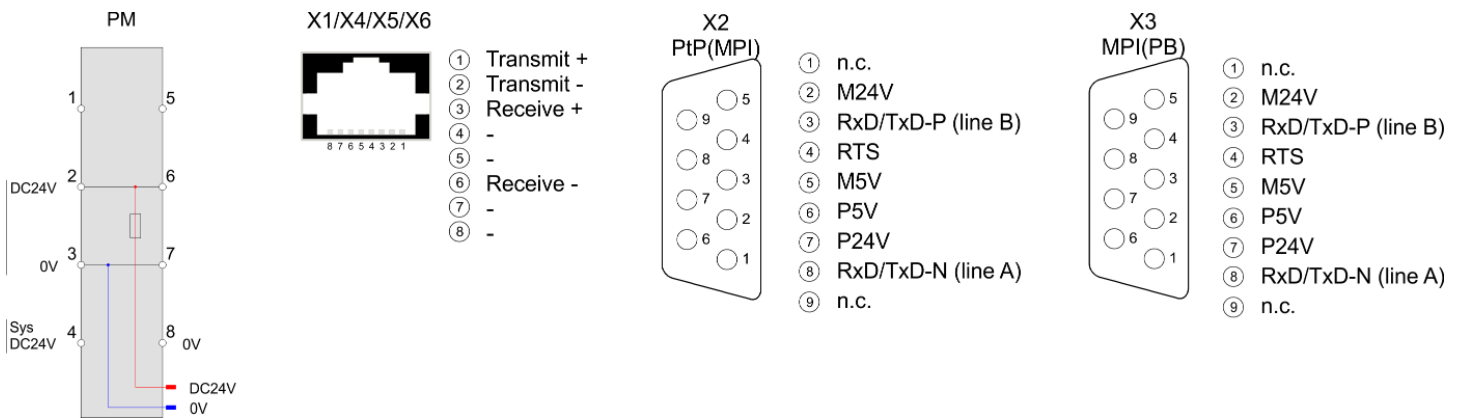 PM
1
5
2
6
DC24V
3
7
0V
Sys
DC24V
4
8
0V
DC24V
0V
X1/X4/X5/X6
8 7 6 5 4 3 2 1
① Transmit +
② Transmit -
③ Receive +
④ -
⑤ -
⑥ Receive -
⑦ -
⑧ -
X2
PtP(MPI)
5
9
4
8
3
7
2
6
1
① n.c.
② M24V
③ RxD/TxD-P (line B)
④ RTS
⑤ M5V
⑥ P5V
⑦ P24V
⑧ RxD/TxD-N (line A)
⑨ n.c.
X3
MPI(PB)
5
9
4
8
3
7
2
6
1
① n.c.
② M24V
③ RxD/TxD-P (line B)
④ RTS
⑤ M5V
⑥ P5V
⑦ P24V
⑧ RxD/TxD-N (line A)
⑨ n.c.